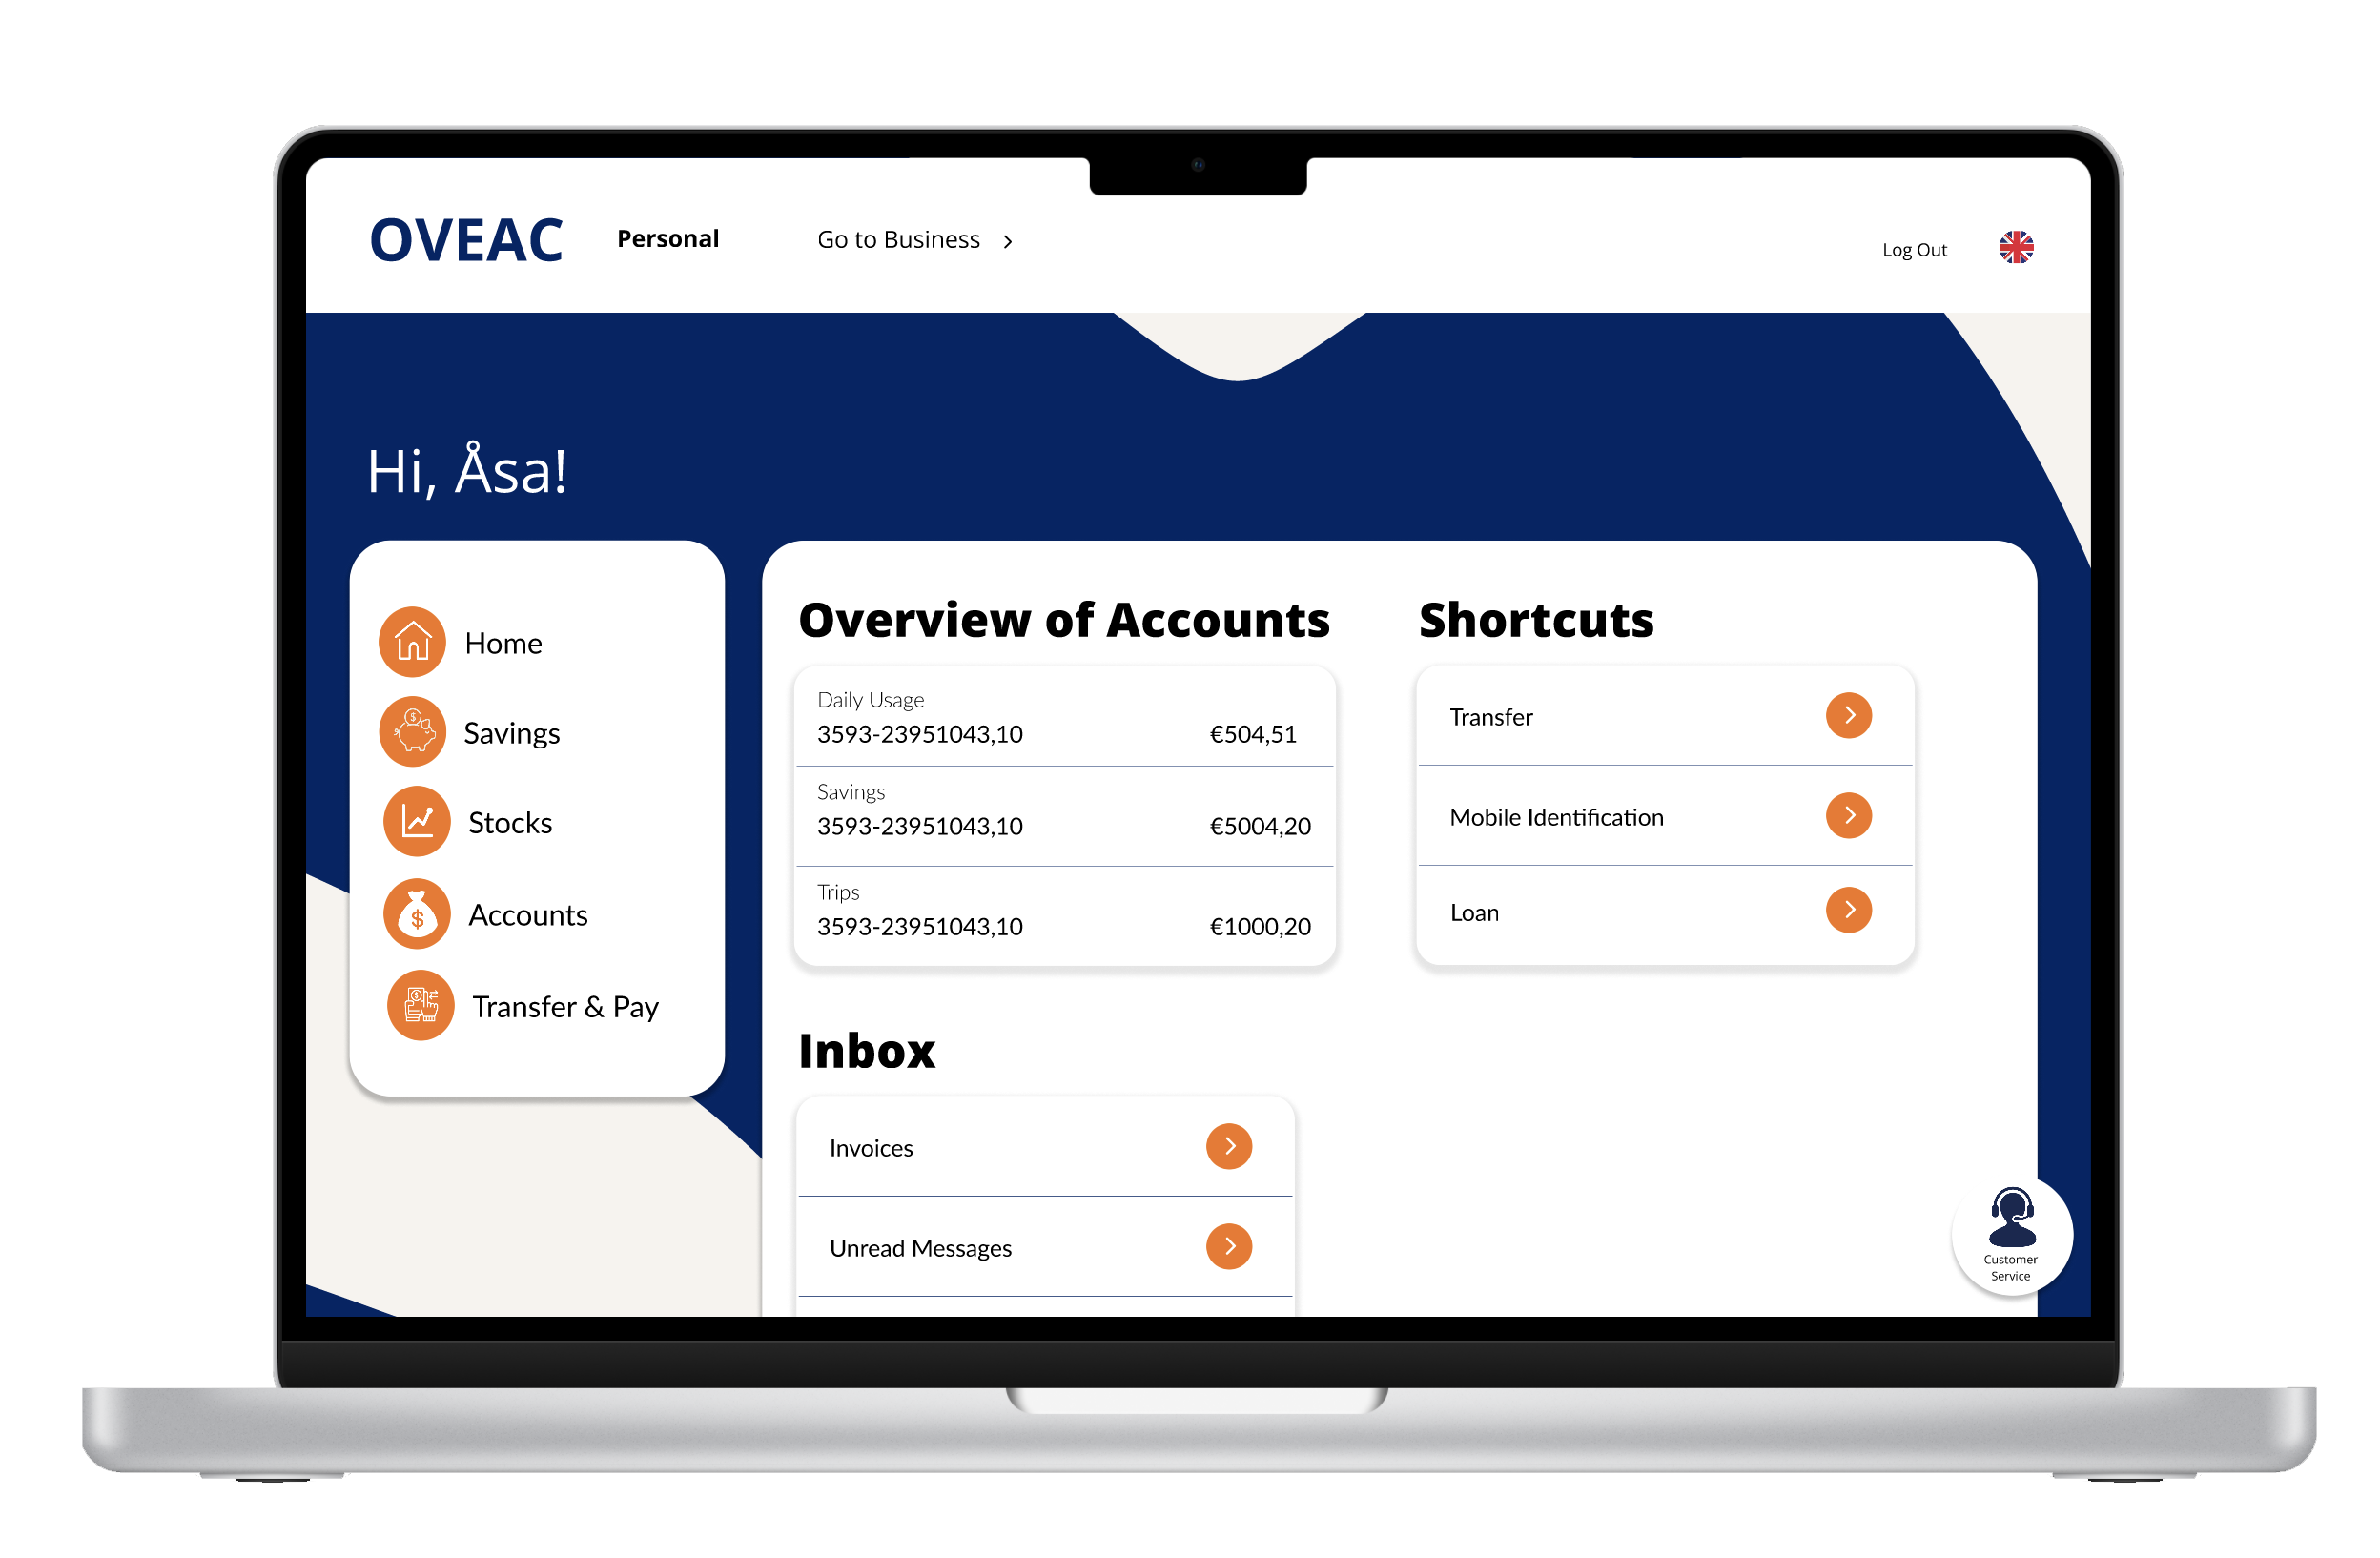 OVEAC
Personal
Go to Business
Log Out
Hi, Åsa!
Home
Savings
Stocks
Accounts
Transfer & Pay
Overview of Accounts
Daily Usage
3593-23951043,10 €504,51
Savings
3593-23951043,10 €5004,20
Trips
3593-23951043,10 €1000,20
Shortcuts
Transfer
Mobile Identification
Loan
Inbox
Invoices
Unread Messages
Customer
Service